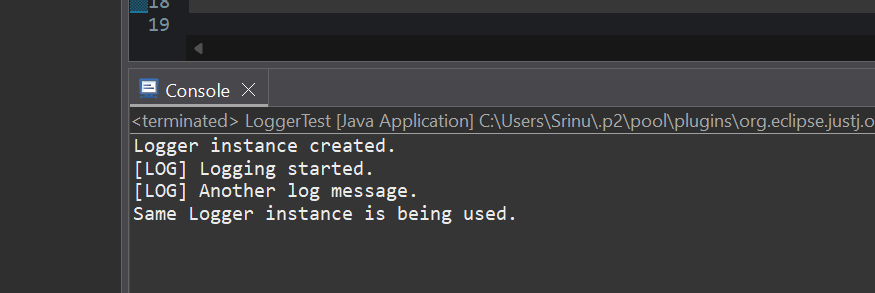 18
19
Console
<terminated> LoggerTest [Java Application] C:\Users\Srinu\.p2\pool\plugins\org.eclipse.justj.o
Logger instance created.
[LOG] Logging started.
[LOG] Another log message.
Same Logger instance is being used.